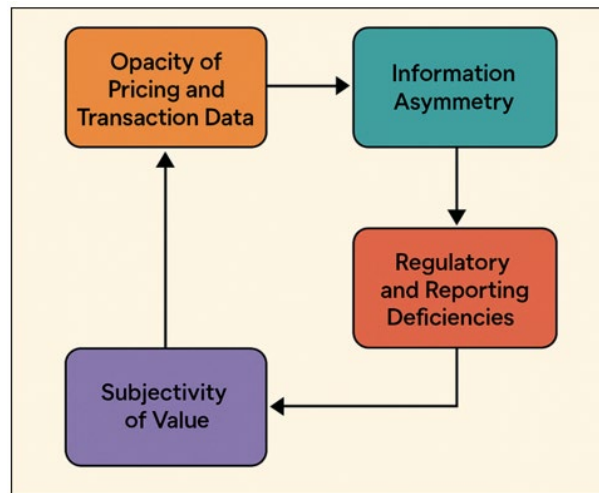 Opacity of
Pricing and
Transaction Data
Information
Asymmetry
Regulatory
and Reporting
Deficiencies
Subjectivity
of Value